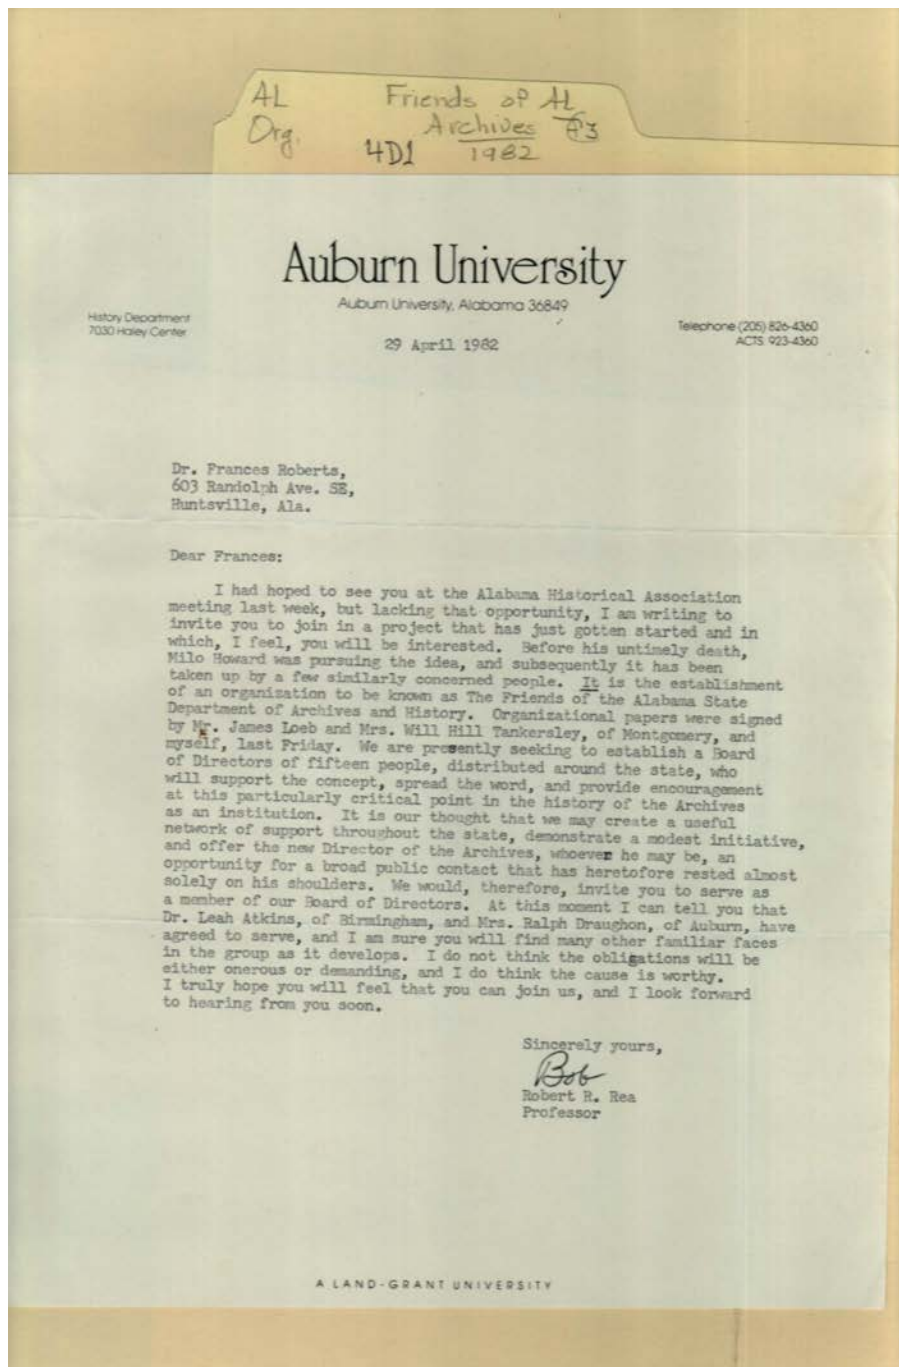 AL Friends of AL
Org. Archives #3
4D1 1982
Auburn University
Auburn University, Alabama 36849
History Department
7030 Haley Center
Telephone (205) 826-4360
ACTS 923-4360
29 April 1982
Dr. Frances Roberts,
603 Randolph Ave. SE,
Huntsville, Ala.
Dear Frances:
I had hoped to see you at the Alabama Historical Association
meeting last week, but lacking that opportunity, I am writing to
invite you to join in a project that has just gotten started and in
which, I feel, you will be interested. Before his untimely death,
Milo Howard was pursuing the idea, and subsequently it has been
taken up by a few similarly concerned people. It is the establishment
of an organization to be known as The Friends of the Alabama State
Department of Archives and History. Organizational papers were signed
by Mr. James Loeb and Mrs. Will Hill Tankersley, of Montgomery, and
myself, last Friday. We are presently seeking to establish a Board
of Directors of fifteen people, distributed around the state, who
will support the concept, spread the word, and provide encouragement
at this particularly critical point in the history of the Archives
as an institution. It is our thought that we may create a useful
network of support throughout the state, demonstrate a modest initiative,
and offer the new Director of the Archives, whoever he may be, an
opportunity for a broad public contact that has heretofore rested almost
solely on his shoulders. We would, therefore, invite you to serve as
a member of our Board of Directors. At this moment I can tell you that
Dr. Leah Atkins, of Birmingham, and Mrs. Ralph Draughon, of Auburn, have
agreed to serve, and I am sure you will find many other familiar faces
in the group as it develops. I do not think the obligations will be
either onerous or demanding, and I do think the cause is worthy.
I truly hope you will feel that you can join us, and I look forward
to hearing from you soon.
Sincerely yours,
Bob
Robert R. Rea
Professor
A LAND-GRANT UNIVERSITY